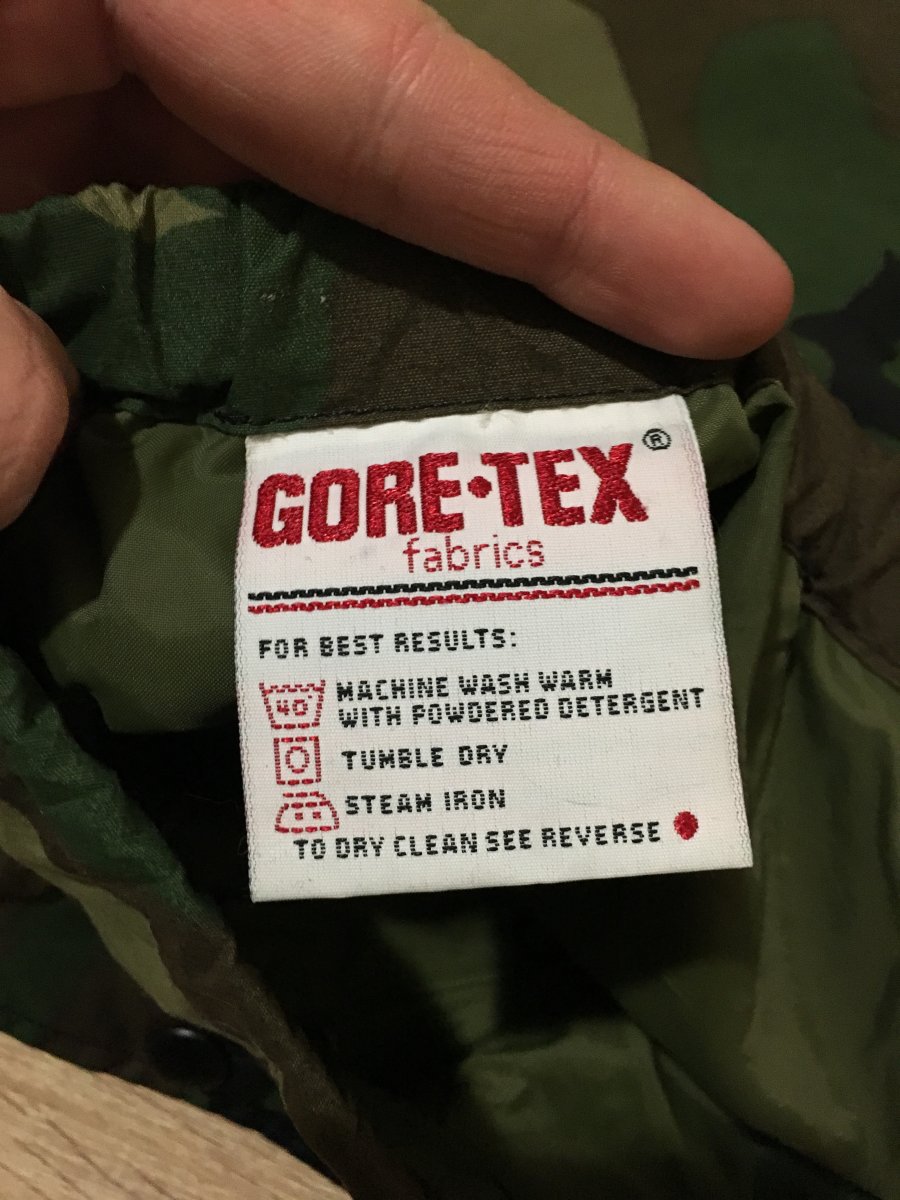 GORE•TEX®
fabrics
FOR BEST RESULTS:
40 MACHINE WASH WARM
WITH POWDERED DETERGENT
TUMBLE DRY
STEAM IRON
TO DRY CLEAN SEE REVERSE